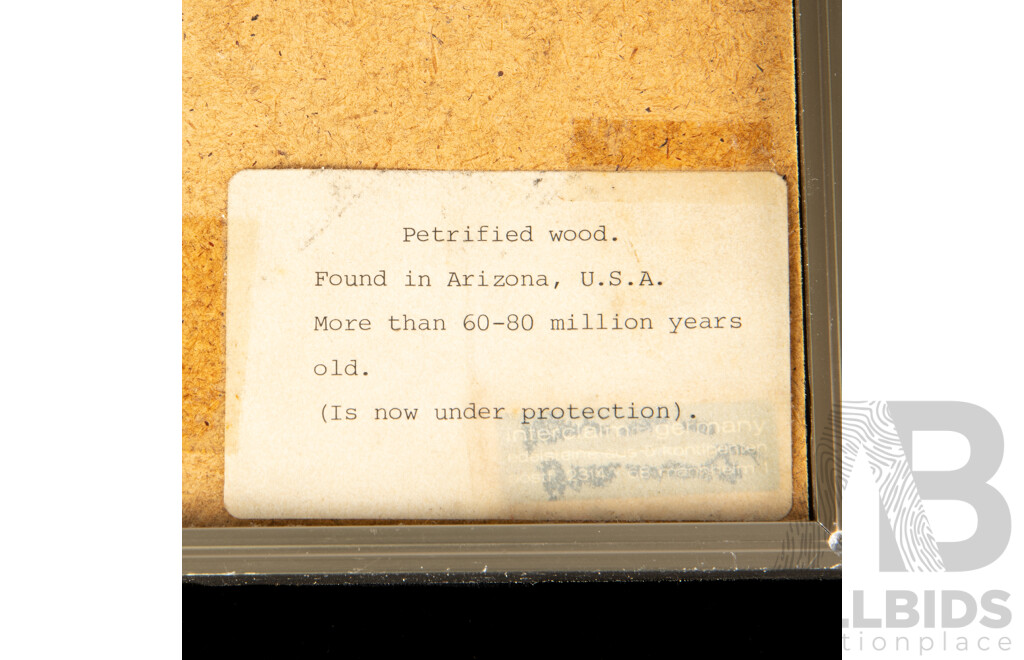 Petrified wood.
Found in Arizona, U.S.A.
More than 60-80 million years
old.
(Is now under protection).
germany
LLBIDS
tionplace